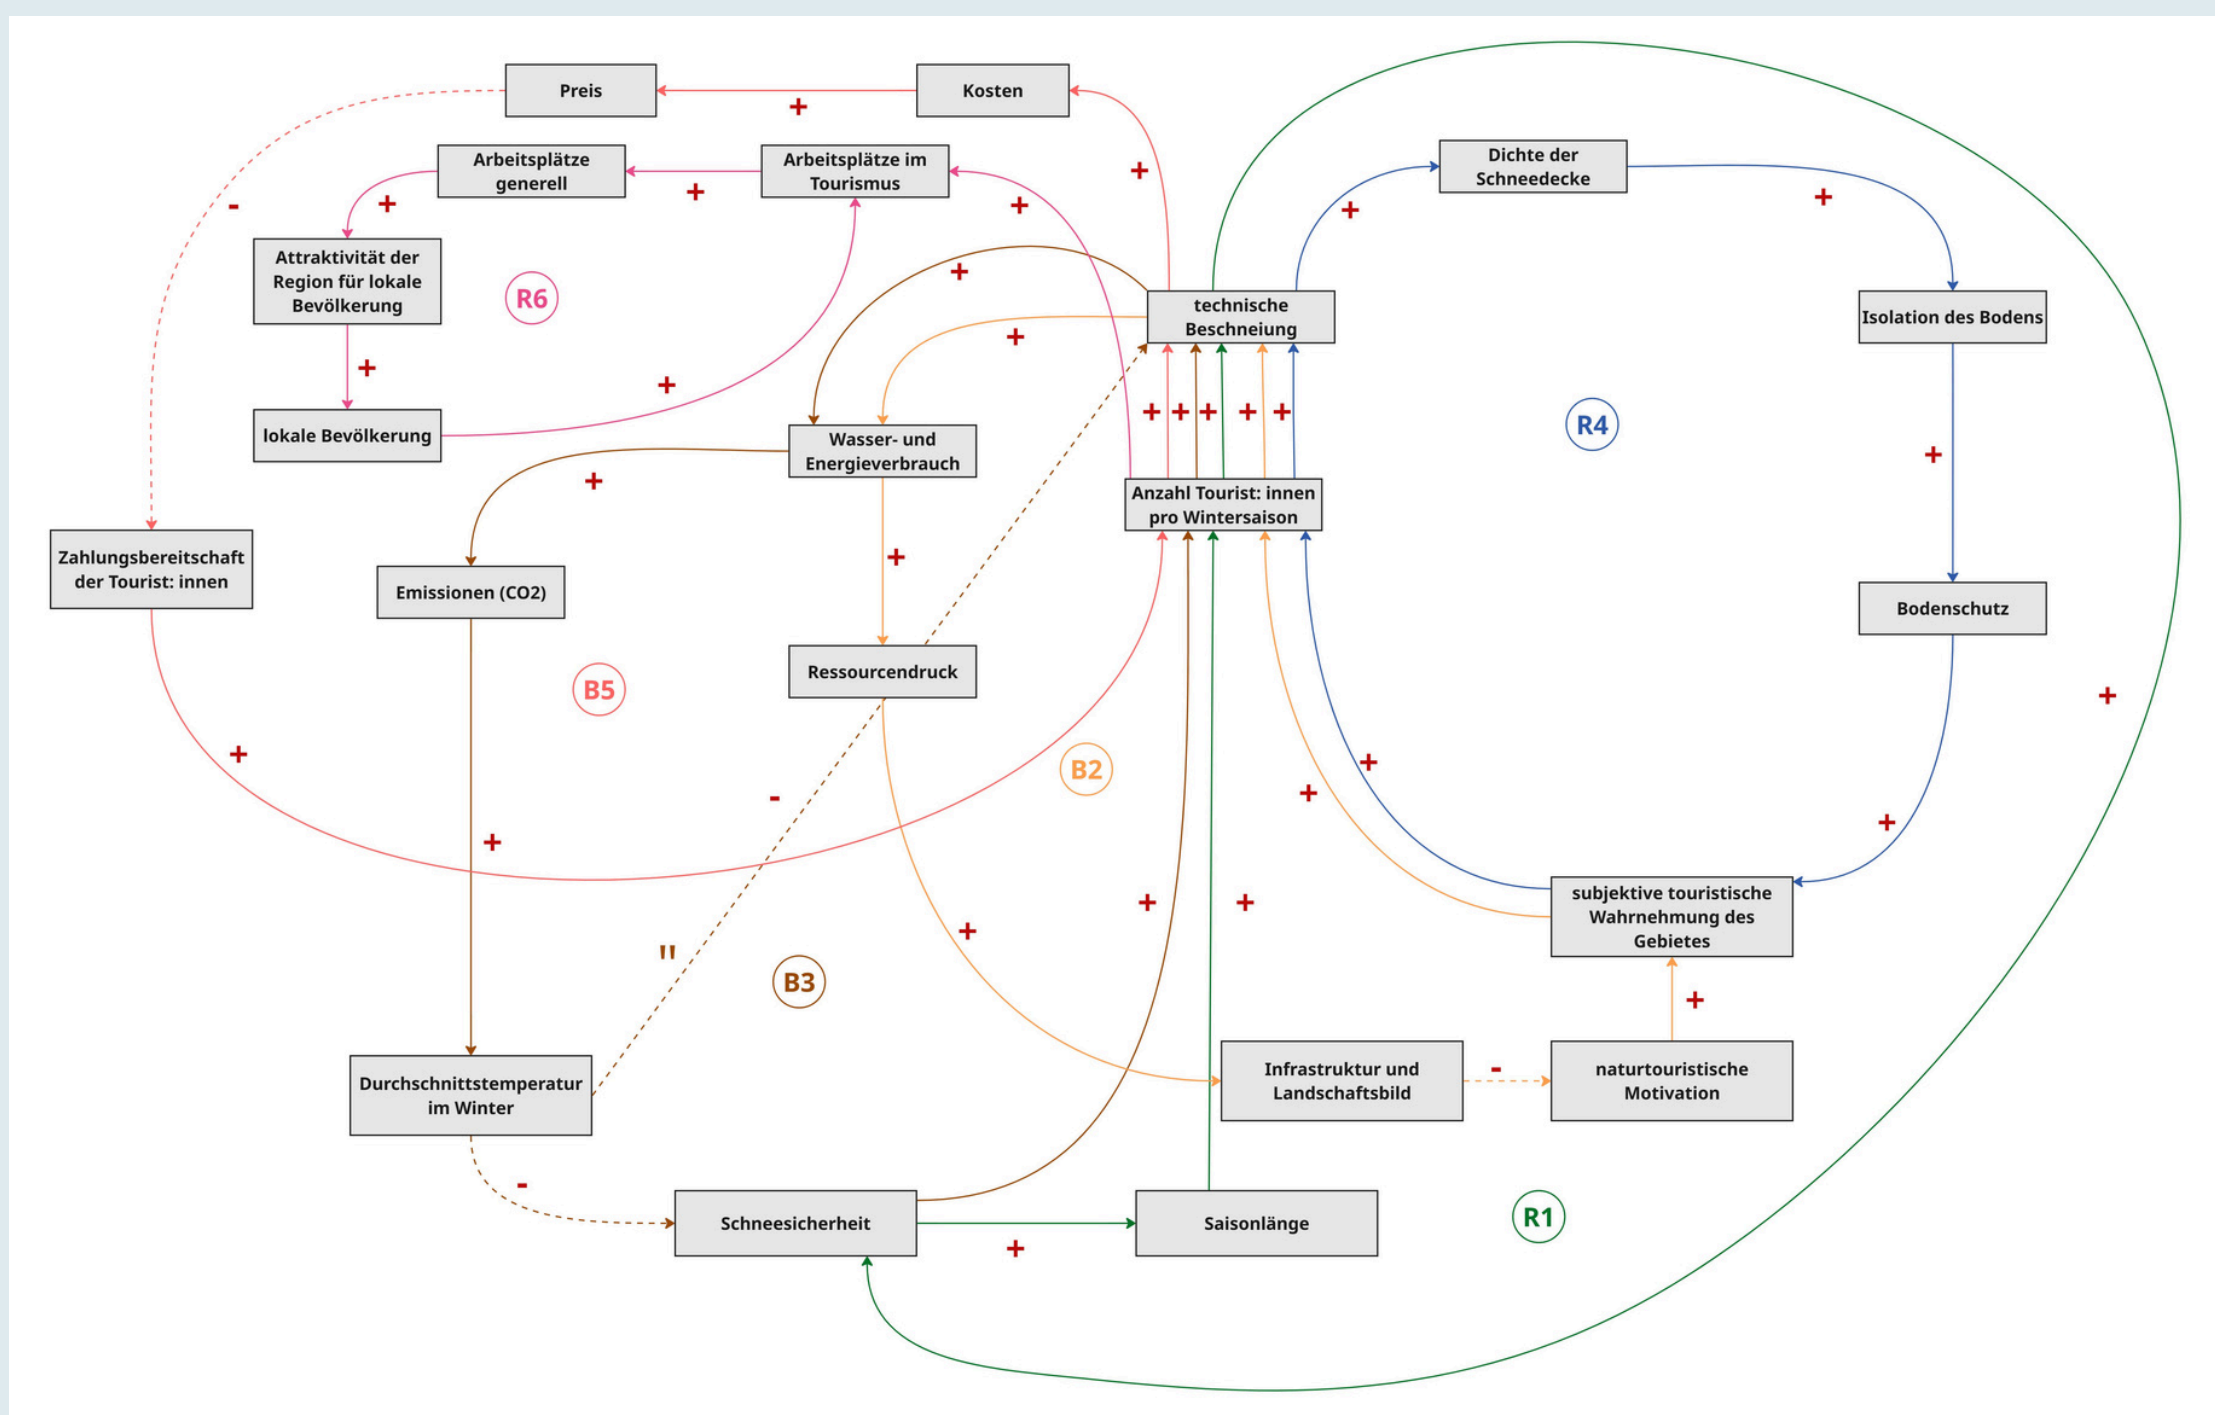 Preis
Kosten
+
Arbeitsplätze
generell
Arbeitsplätze im
Tourismus
Dichte der
Schneedecke
+
+
+
-
+
+
+
Attraktivität der
Region für lokale
Bevölkerung
R6
+
technische
Beschneiung
Isolation des Bodens
+
+
+
lokale Bevölkerung
+
+
+
+
+
R4
Wasser- und
Energieverbrauch
+
+
Anzahl Tourist: innen
pro Wintersaison
Zahlungsbereitschaft
der Tourist: innen
Emissionen (CO2)
+
Bodenschutz
Ressourcendruck
B5
+
+
B2
+
-
+
+
+
subjektive touristische
Wahrnehmung des
Gebietes
+
+
+
"
B3
+
Durchschnittstemperatur
im Winter
Infrastruktur und
Landschaftsbild
-
naturtouristische
Motivation
-
Schneesicherheit
+
Saisonlänge
R1